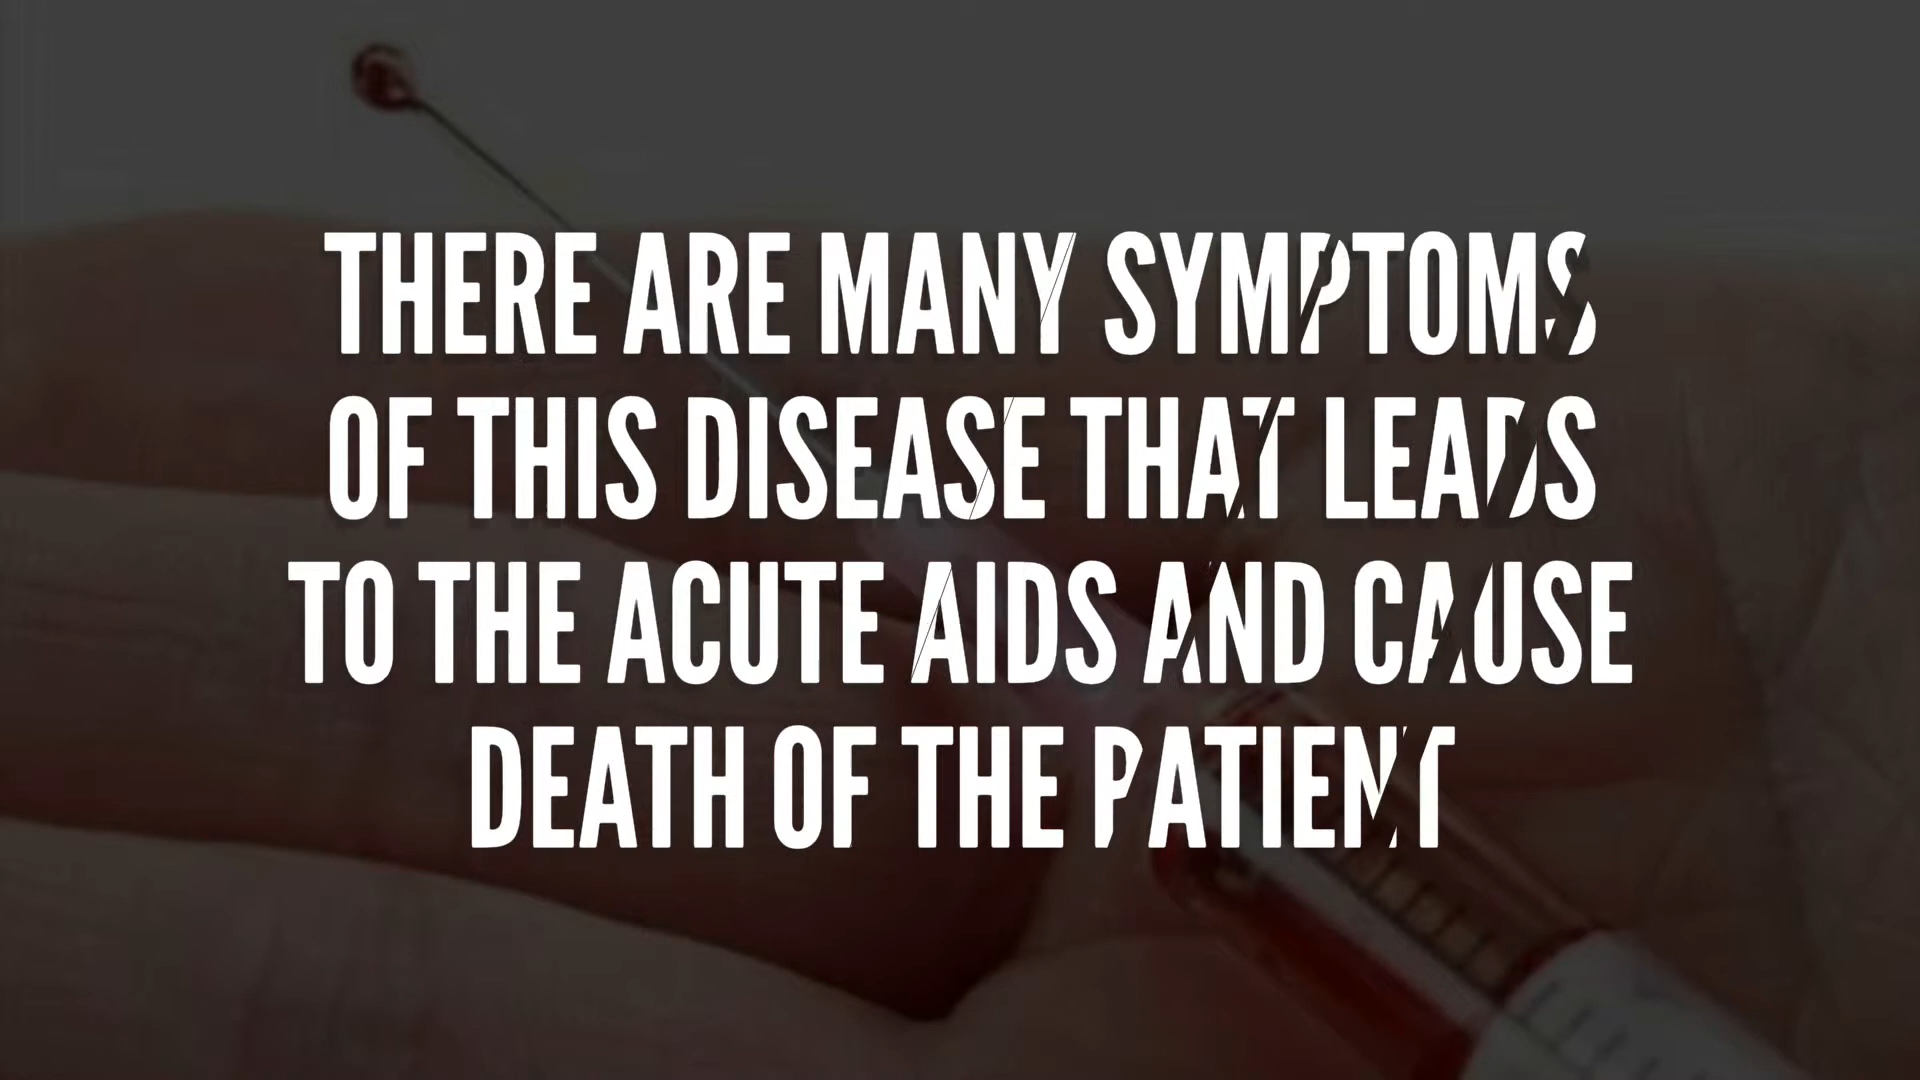 THERE ARE MANY SYMPTOMS
OF THIS DISEASE THAT LEADS
TO THE ACUTE AIDS AND CAUSE
DEATH OF THE PATIENT